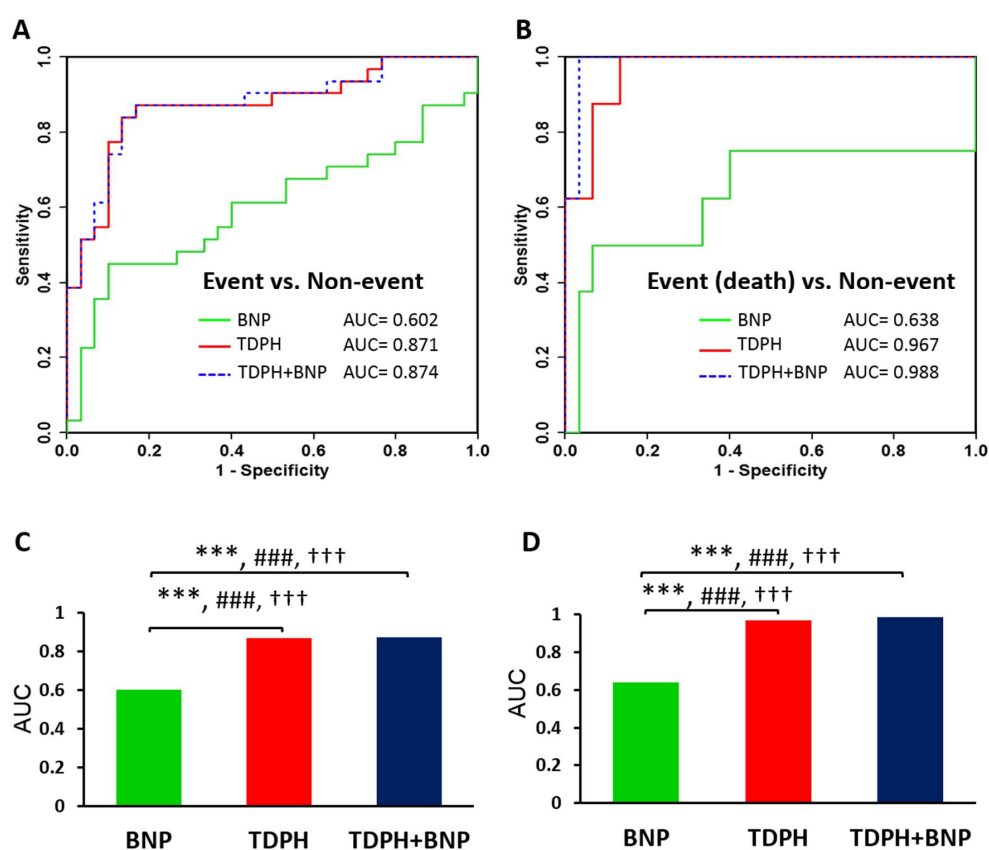 A
1.0
0.8
0.6
0.4
0.2
0.0
Sensitivity
Event vs. Non-event
BNP AUC= 0.602
TDPH AUC= 0.871
TDPH+BNP AUC= 0.874
0.0 0.2 0.4 0.6 0.8 1.0
1 - Specificity
B
1.0
0.8
0.6
0.4
0.2
0.0
Sensitivity
Event (death) vs. Non-event
BNP AUC= 0.638
TDPH AUC= 0.967
TDPH+BNP AUC= 0.988
0.0 0.2 0.4 0.6 0.8 1.0
1 - Specificity
C
***, ###, †††
***, ###, †††
1
0.8
0.6
0.4
0.2
0
AUC
BNP TDPH TDPH+BNP
D
***, ###, †††
***, ###, †††
1
0.8
0.6
0.4
0.2
0
AUC
BNP TDPH TDPH+BNP